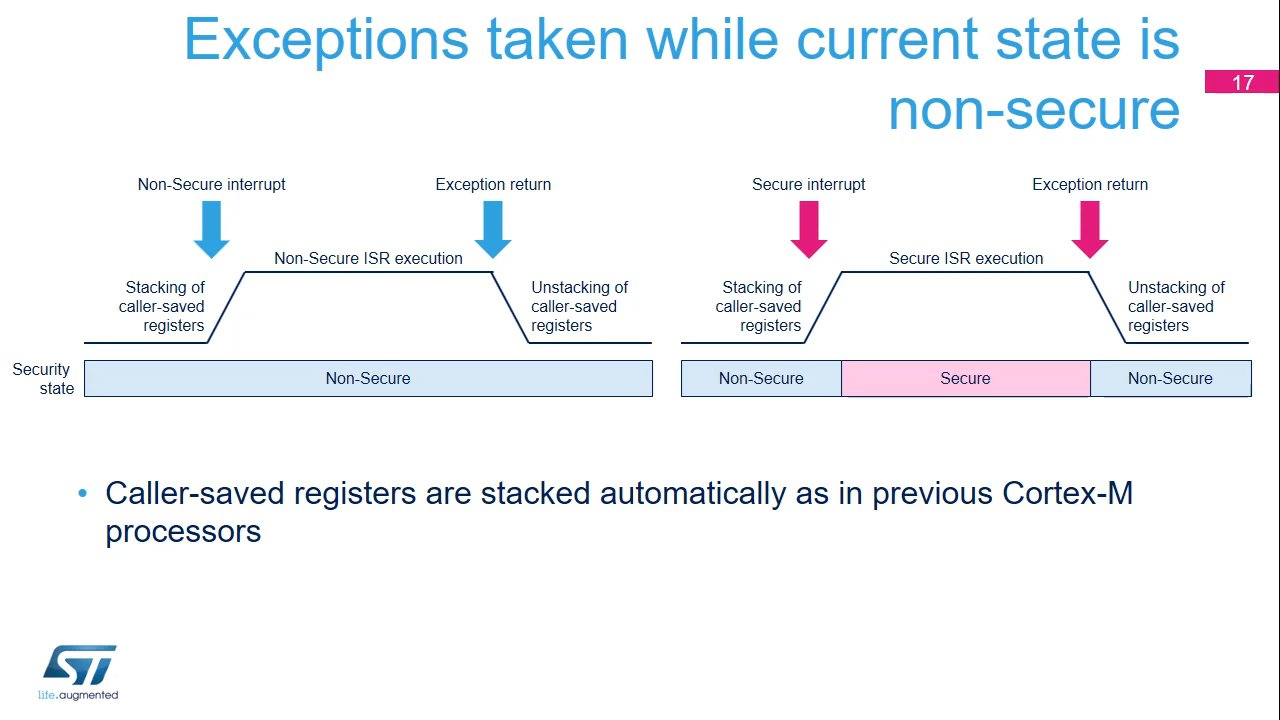 Exceptions taken while current state is
non-secure
17
Non-Secure interrupt
Exception return
Non-Secure ISR execution
Stacking of
caller-saved
registers
Unstacking of
caller-saved
registers
Secure interrupt
Exception return
Secure ISR execution
Stacking of
caller-saved
registers
Unstacking of
caller-saved
registers
Security
state
Non-Secure
Non-Secure
Secure
Non-Secure
• Caller-saved registers are stacked automatically as in previous Cortex-M
processors
ST
life.augmented